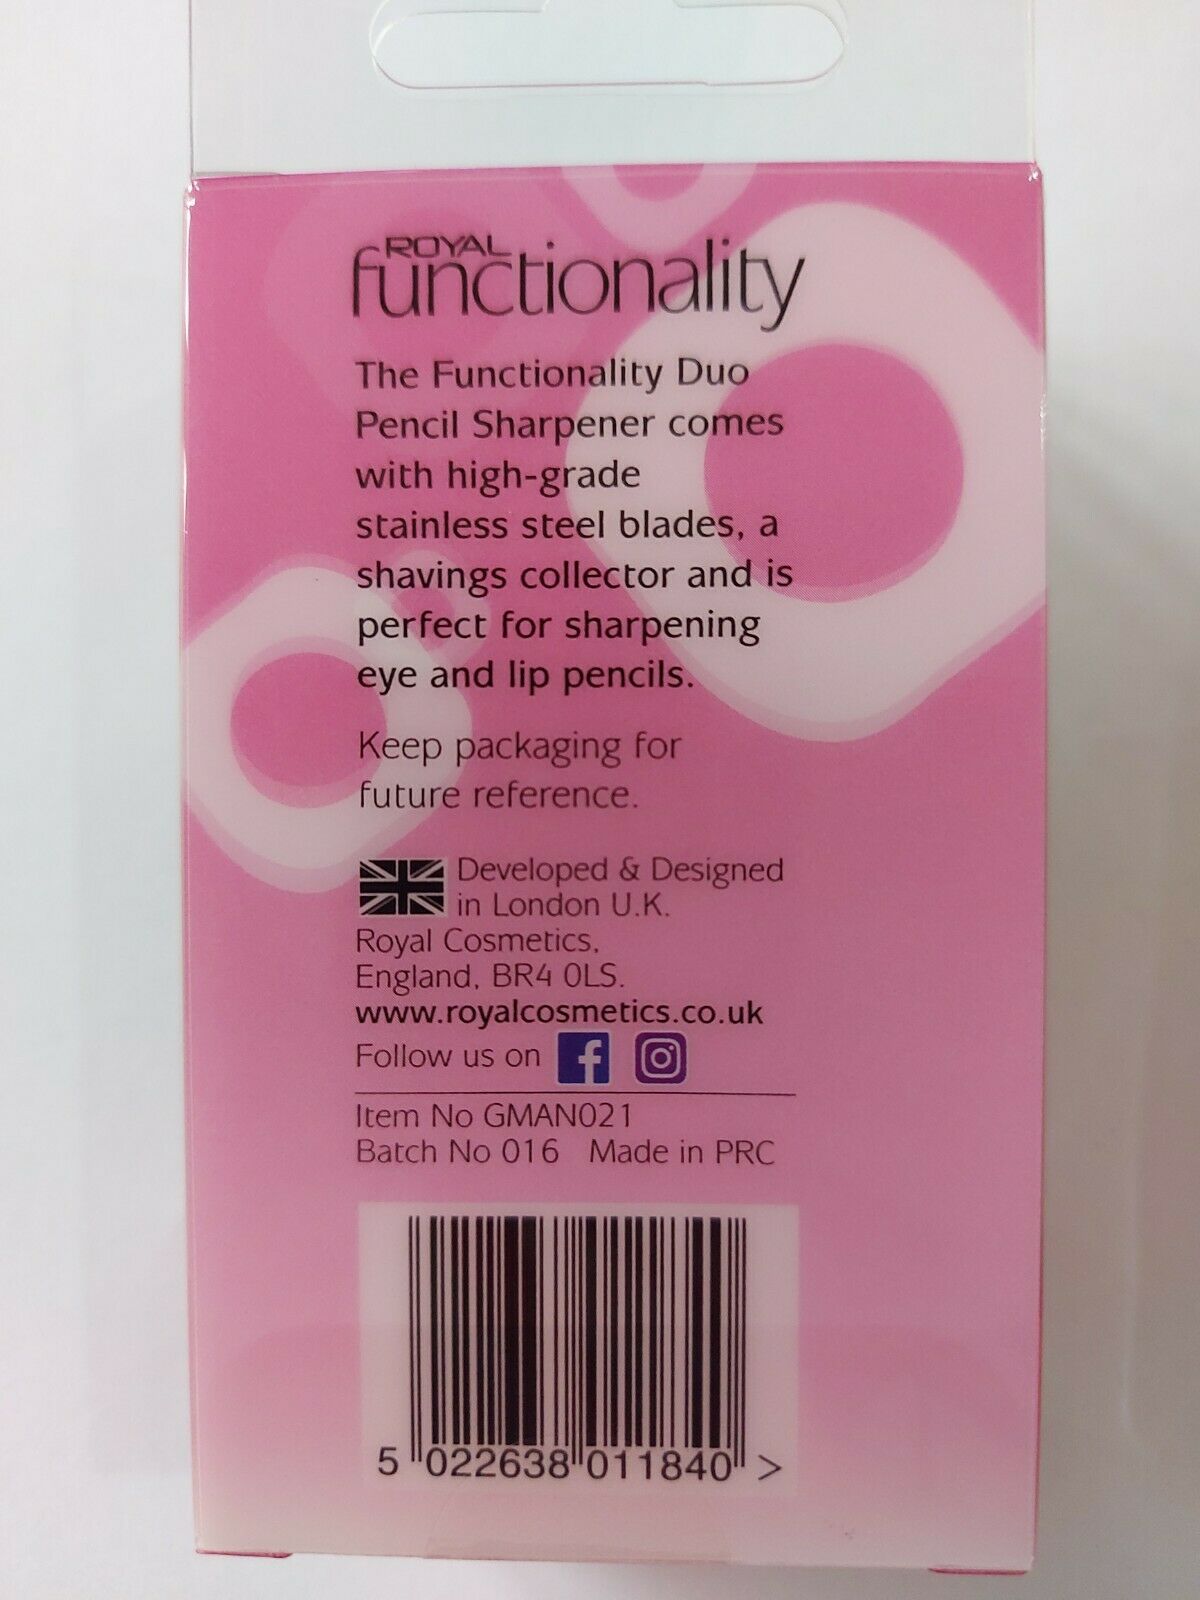 ROYAL
functionality
The Functionality Duo
Pencil Sharpener comes
with high-grade
stainless steel blades, a
shavings collector and is
perfect for sharpening
eye and lip pencils.
Keep packaging for
future reference.
Developed & Designed
in London U.K.
Royal Cosmetics,
England, BR4 0LS.
www.royalcosmetics.co.uk
Follow us on
Item No GMAN021
Batch No 016 Made in PRC
5 022638 011840 >